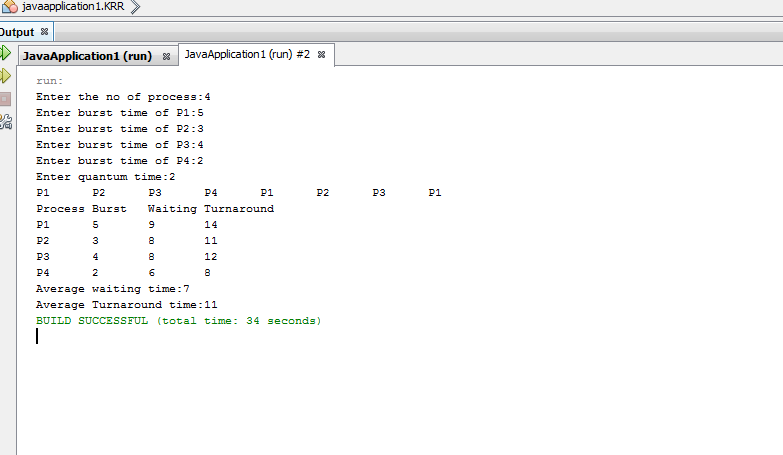 javaapplication1.KRR
Output
JavaApplication1 (run) JavaApplication1 (run) #2
run:
Enter the no of process:4
Enter burst time of P1:5
Enter burst time of P2:3
Enter burst time of P3:4
Enter burst time of P4:2
Enter quantum time:2
P1 P2 P3 P4 P1 P2 P3 P1
Process Burst Waiting Turnaround
P1 5 9 14
P2 3 8 11
P3 4 8 12
P4 2 6 8
Average waiting time:7
Average Turnaround time:11
BUILD SUCCESSFUL (total time: 34 seconds)